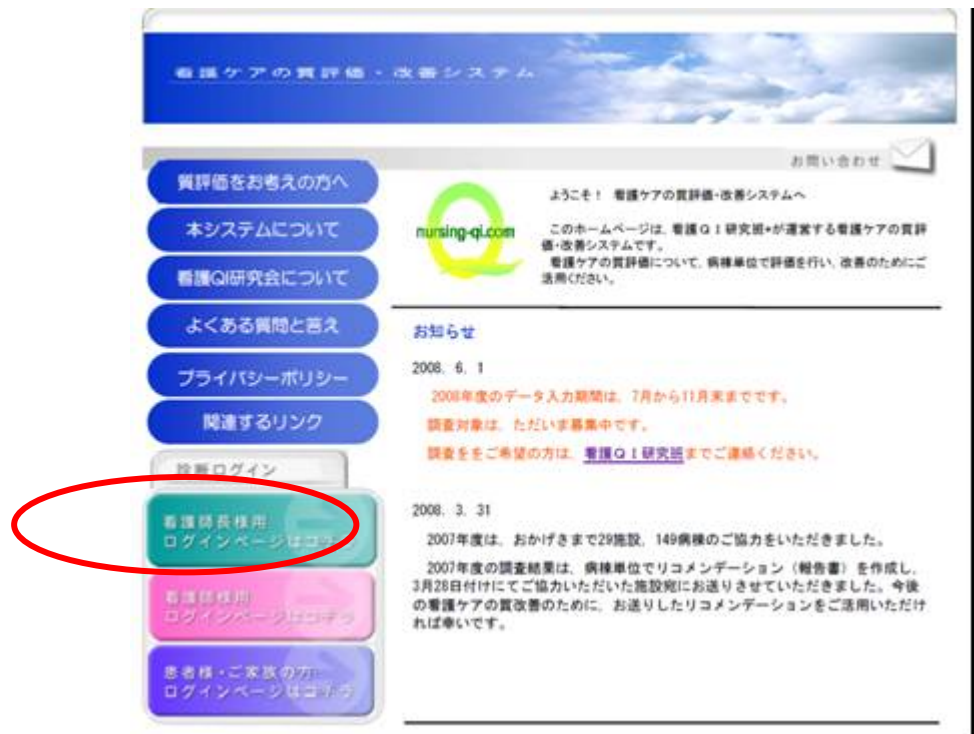 看護ケアの質評価・改善システム
お問い合わせ
質評価をお考えの方へ
本システムについて
看護QI研究会について
よくある質問と答え
プライバシーポリシー
関連するリンク
診断ログイン
看護師長様用
ログインページはコチラ
看護師様用
ログインページはコチラ
患者様・ご家族の方
ログインページはコチラ
nursing-qi.com
ようこそ! 看護ケアの質評価・改善システムへ
このホームページは、看護QI研究班*が運営する看護ケアの質評
価・改善システムです。
看護ケアの質評価について、病棟単位で評価を行い、改善のためにご
活用ください。
お知らせ
2008. 6. 1
2008年度のデータ入力期間は、7月から11月末までです。
調査対象は、ただいま募集中です。
調査ををご希望の方は、看護QI研究班までご連絡ください。
2008. 3. 31
2007年度は、おかげさまで29施設、149病棟のご協力をいただきました。
2007年度の調査結果は、病棟単位でリコメンデーション(報告書)を作成し、
3月28日付けにてご協力いただいた施設宛にお送りさせていただきました。今後
の看護ケアの質改善のために、お送りしたリコメンデーションをご活用いただけ
れば幸いです。